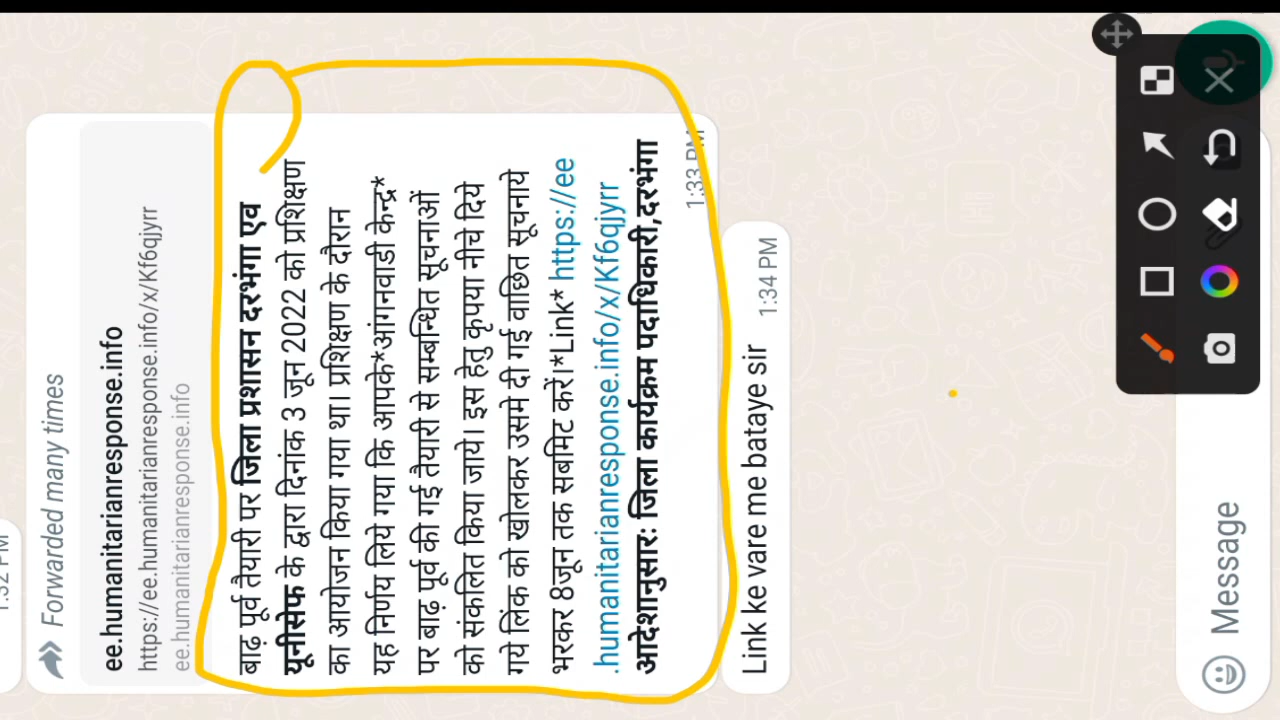 1:32 PM
Forwarded many times
ee.humanitarianresponse.info
https://ee.humanitarianresponse.info/x/Kf6qjyrr
ee.humanitarianresponse.info
बाढ़ पूर्व तैयारी पर जिला प्रशासन दरभंगा एव
यूनीसेफ के द्वारा दिनांक 3 जून 2022 को प्रशिक्षण
का आयोजन किया गया था। प्रशिक्षण के दौरान
यह निर्णय लिये गया कि आपके*आंगनवाडी केन्द्र*
पर बाढ़ पूर्व की गई तैयारी से सम्बन्धित सूचनाओं
को संकलित किया जाये। इस हेतु कृपया नीचे दिये
गये लिंक को खोलकर उसमे दी गई वाछित सूचनाये
भरकर 8जून तक सबमिट करें।*Link* https://ee
.humanitarianresponse.info/x/Kf6qjyrr
आदेशानुसार: जिला कार्यक्रम पदाधिकारी,दरभंगा
1:33 PM
Link ke vare me bataye sir
1:34 PM
Message